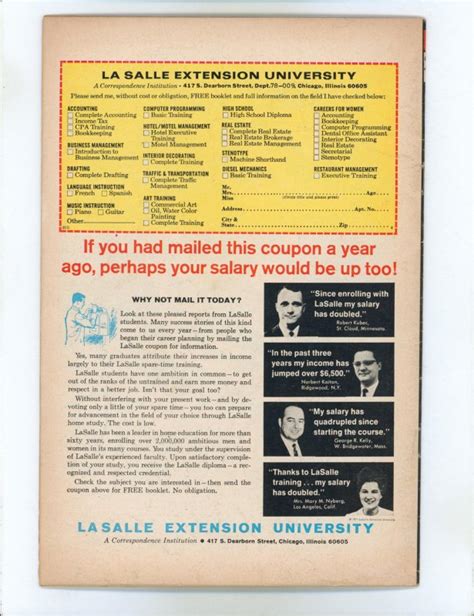 LA SALLE EXTENSION UNIVERSITY
A Correspondence Institution • 417 S. Dearborn Street, Dept. 78-009, Chicago, Illinois 60605
Please send me, without cost or obligation, FREE booklet and full information on the field I have checked below:
ACCOUNTING
Complete Accounting
Income Tax
CPA Training
Bookkeeping
BUSINESS MANAGEMENT
Introduction to
Business Management
DRAFTING
Complete Drafting
LANGUAGE INSTRUCTION
French Spanish
MUSIC INSTRUCTION
Piano Guitar
Other
COMPUTER PROGRAMMING
Basic Training
HOTEL/MOTEL MANAGEMENT
Hotel Executive
Training
Motel Management
INTERIOR DECORATING
Complete Training
TRAFFIC & TRANSPORTATION
Complete Traffic
Management
ART TRAINING
Commercial Art
Oil, Water Color
Painting
Complete Art
HIGH SCHOOL
High School Diploma
REAL ESTATE
Complete Real Estate
Real Estate Brokerage
Real Estate Management
STENOTYPE
Machine Shorthand
DIESEL MECHANICS
Basic Training
CAREERS FOR WOMEN
Accounting
Bookkeeping
Computer Programming
Dental Office Assistant
Interior Decorating
Real Estate
Secretarial
Stenotype
RESTAURANT MANAGEMENT
Executive Training
Mr.
Mrs. Age
Miss (please print)
Address Apt. No.
City &
State Zip
If you had mailed this coupon a year
ago, perhaps your salary would be up too!
WHY NOT MAIL IT TODAY?
Look at these pleased reports from LaSalle
students. Many success stories of this kind
come to us every year—from people who
began their career planning by mailing the
LaSalle coupon for information.
Yes, many graduates attribute their increases in income
largely to their LaSalle spare-time training.
LaSalle students have one ambition in common—to get
out of the ranks of the untrained and earn more money and
respect in a better job. Isn't that your goal too?
Without interfering with your present work—and by de-
voting only a little of your spare time—you too can prepare
for advancement in the field of your choice through LaSalle
home study. The cost is low.
LaSalle has been a leader in home education for more than
sixty years, enrolling over 2,000,000 ambitious men and
women in its many courses. You study under the supervision
of LaSalle's experienced faculty. Upon satisfactory comple-
tion of your study, you receive the LaSalle diploma—a rec-
ognized and respected credential.
Check the subject you are interested in—then send the
coupon above for FREE booklet. No obligation.
"Since enrolling with
LaSalle my salary
has doubled."
Robert Kuber,
St. Cloud, Minnesota.
"In the past three
years my income has
jumped over $6,500."
Norbert Kaiten,
Ridgewood, N.Y.
"My salary has
quadrupled since
starting the course."
George R. Kelly,
W. Bridgewater, Mass.
"Thanks to LaSalle
training ... my salary
has doubled."
Mrs. Mary M. Nyberg,
Los Angeles, Calif.
LA SALLE EXTENSION UNIVERSITY
A Correspondence Institution • 417 S. Dearborn Street, Chicago, Illinois 60605